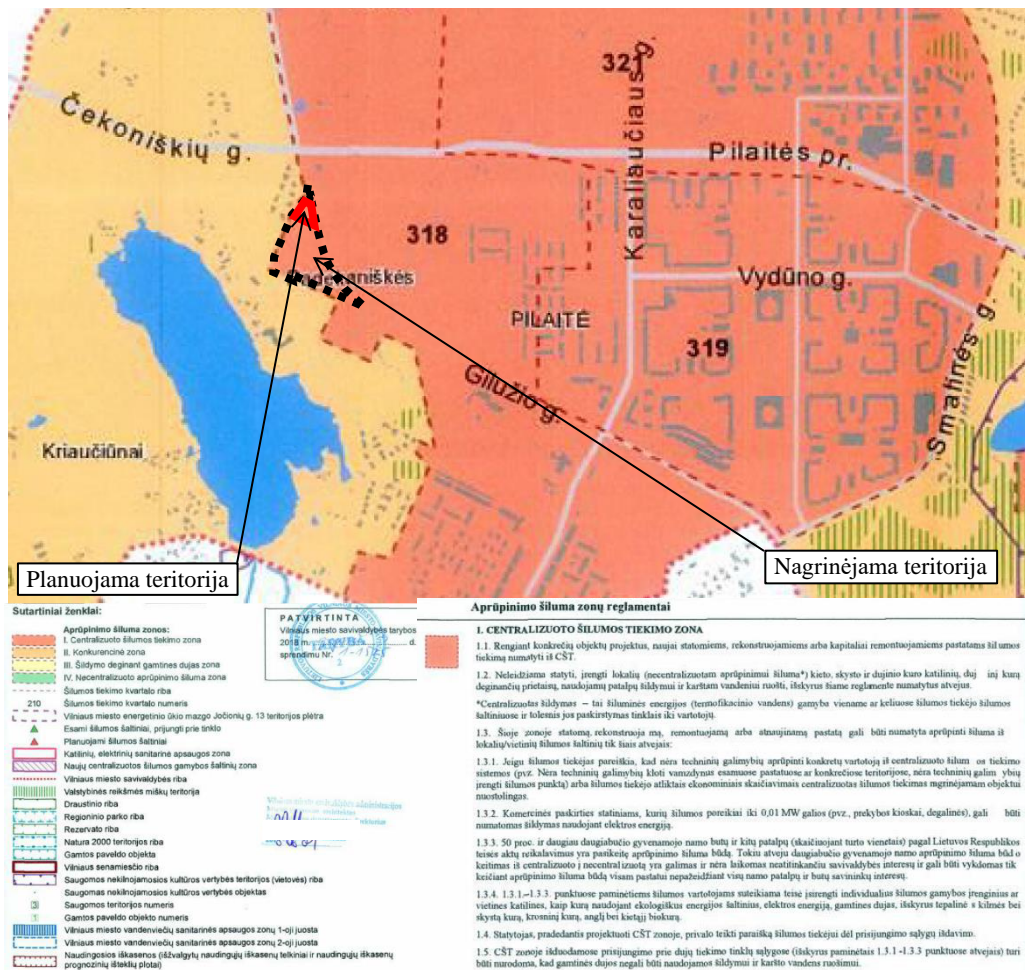 321
Karaliaučiaus g.
Čekoniškių g.
Pilaitės pr.
318
Vydūno g.
PILAITĖ
319
Gilužio g.
Smalinės g.
Kriaučiūnai
Planuojama teritorija
Nagrinėjama teritorija
Sutartiniai ženklai:
Aprūpinimo šiluma zonos:
I. Centralizuoto šilumos tiekimo zona
II. Konkurencinė zona
III. Šildymo deginant gamtines dujas zona
IV. Necentralizuoto aprūpinimo šiluma zona
Šilumos tiekimo kvartalo riba
210 Šilumos tiekimo kvartalo numeris
Vilniaus miesto energetinio ūkio mazgo Jočionių g. 13 teritorijos plėtra
Esami šilumos šaltiniai, prijungti prie tinklo
Planuojami šilumos šaltiniai
Katilinių, elektrinių sanitarinė apsaugos zona
Naujų centralizuotos šilumos gamybos šaltinių zona
Vilniaus miesto savivaldybės riba
Valstybinės reikšmės miškų teritorija
Draustinio riba
Regioninio parko riba
Rezervato riba
Natura 2000 teritorijos riba
Gamtos paveldo objekta
Vilniaus senamiesčio riba
Saugomos nekilnojamosios kultūros vertybės teritorijos (vietovės) riba
Saugomas nekilnojamosios kultūros vertybės objektas
Saugomos teritorijos numeris
1 Gamtos paveldo objekto numeris
Vilniaus miesto vandenviečių sanitarinės apsaugos zonų 1-oji juosta
Vilniaus miesto vandenviečių sanitarinės apsaugos zonų 2-oji juosta
Naudingosios iškasenos (išžvalgytų naudingųjų iškasenų telkiniai ir naudingųjų iškasenų
prognozinių išteklių plotai)
PATVIRTINTA
Vilniaus miesto savivaldybės tarybos
2018 m. d.
sprendimu Nr.
Aprūpinimo šiluma zonų reglamentai
1. CENTRALIZUOTO ŠILUMOS TIEKIMO ZONA
1.1. Rengiant konkrečių objektų projektus, naujai statomiems, rekonstruojamiems arba kapitaliai remontuojamiems pastatams šilumos
tiekimą numatyti iš CŠT.
1.2. Neleidžiama statyti, įrengti lokalių (necentralizuotam aprūpinimui šiluma*) kieto, skysto ir dujinio kuro katilinių, duj inį kurą
deginančių prietaisų, naudojamų patalpų šildymui ir karštam vandeniui ruošti, išskyrus šiame reglamente numatytus atvejus.
*Centralizuotas šildymas – tai šiluminės energijos (termofikacinio vandens) gamyba viename ar keliuose šilumos tiekėjo šilumos
šaltiniuose ir tolesnis jos paskirstymas tinklais iki vartotojų.
1.3. Šioje zonoje statomą, rekonstruoja mą, remontuojamą arba atnaujinamą pastatą gali būti numatyta aprūpinti šiluma iš
lokalių/vietinių šilumos šaltinių tik šiais atvejais:
1.3.1. Jeigu šilumos tiekėjas pareiškia, kad nėra techninių galimybių aprūpinti konkretų vartotoją iš centralizuoto šilum os tiekimo
sistemos (pvz. Nėra techninių galimybių kloti vamzdynus esamuose pastatuose ar konkrečiose teritorijose, nėra techninių galim ybių
įrengti šilumos punktą) arba šilumos tiekėjo atliktais ekonominiais skaičiavimais centralizuotas šilumos tiekimas nagrinėjamam objektui
nuostolingas.
1.3.2. Komercinės paskirties statiniams, kurių šilumos poreikiai iki 0,01 MW galios (pvz., prekybos kioskai, degalinės), gali būti
numatomas šildymas naudojant elektros energiją.
1.3.3. 50 proc. ir daugiau daugiabučio gyvenamojo namo butų ir kitų patalpų (skaičiuojant turto vienetais) pagal Lietuvos Respublikos
teisės aktų reikalavimus yra pasikeitę aprūpinimo šiluma būdą. Tokiu atveju daugiabučio gyvenamojo namo aprūpinimo šiluma būd o
keitimas iš centralizuoto į necentralizuotą yra galimas ir nėra laikomas neatitinkančiu savivaldybės interesų ir gali būti vykdomas tik
keičiant aprūpinimo šiluma būdą visam pastatui nepažeidžiant visų namo patalpų ir butų savininkų interesų.
1.3.4. 1.3.1.–1.3.3. punktuose paminėtiems šilumos vartotojams suteikiama teisė įsirengti individualius šilumos gamybos įrenginius ar
vietines katilines, kaip kurą naudojant ekologiškus energijos šaltinius, elektros energiją, gamtines dujas, išskyrus tepalinė s kilmės bei
skystą kurą, krosninį kurą, anglį bei kietąjį biokurą.
1.4. Statytojas, pradedantis projektuoti CŠT zonoje, privalo teikti paraišką šilumos tiekėjui dėl prisijungimo sąlygų išdavimo.
1.5. CŠT zonoje išduodamose prisijungimo prie dujų tiekimo tinklų sąlygose (išskyrus paminėtais 1.3.1 -1.3.3 punktuose atvejais) turi
būti nurodoma, kad gamtinės dujos negali būti naudojamos šildymui ir karšto vandens ruošimui.